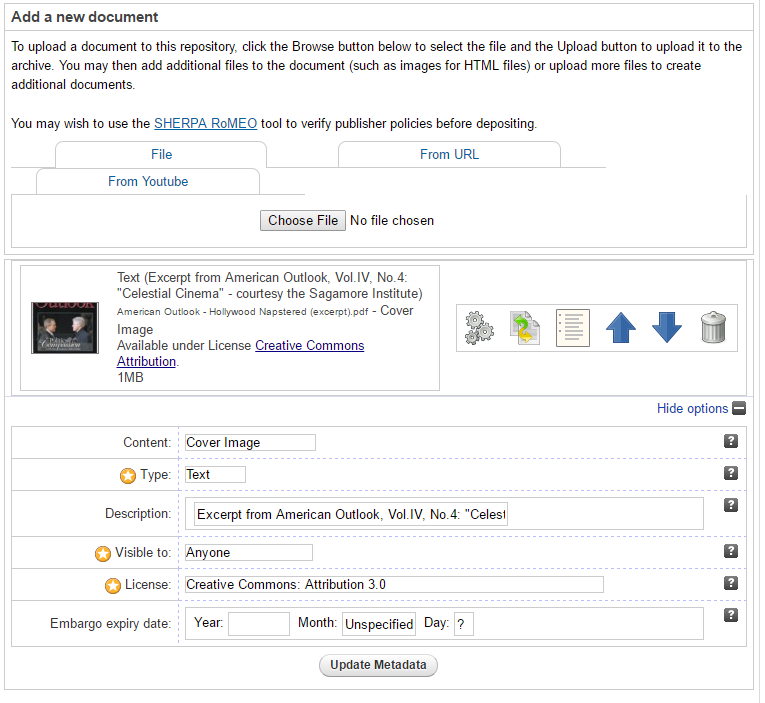 Add a new document
To upload a document to this repository, click the Browse button below to select the file and the Upload button to upload it to the
archive. You may then add additional files to the document (such as images for HTML files) or upload more files to create
additional documents.
You may wish to use the SHERPA RoMEO tool to verify publisher policies before depositing.
File
From URL
From Youtube
Choose File No file chosen
Text (Excerpt from American Outlook, Vol.IV, No.4:
"Celestial Cinema" - courtesy the Sagamore Institute)
American Outlook - Hollywood Napstered (excerpt).pdf - Cover
Image
Available under License Creative Commons
Attribution.
1MB
Outlook
Compassion
Hide options
Content: Cover Image ?
Type: Text ?
Description: Excerpt from American Outlook, Vol.IV, No.4: "Celest ?
Visible to: Anyone ?
License: Creative Commons: Attribution 3.0 ?
Embargo expiry date: Year: Month: Unspecified Day: ? ?
Update Metadata